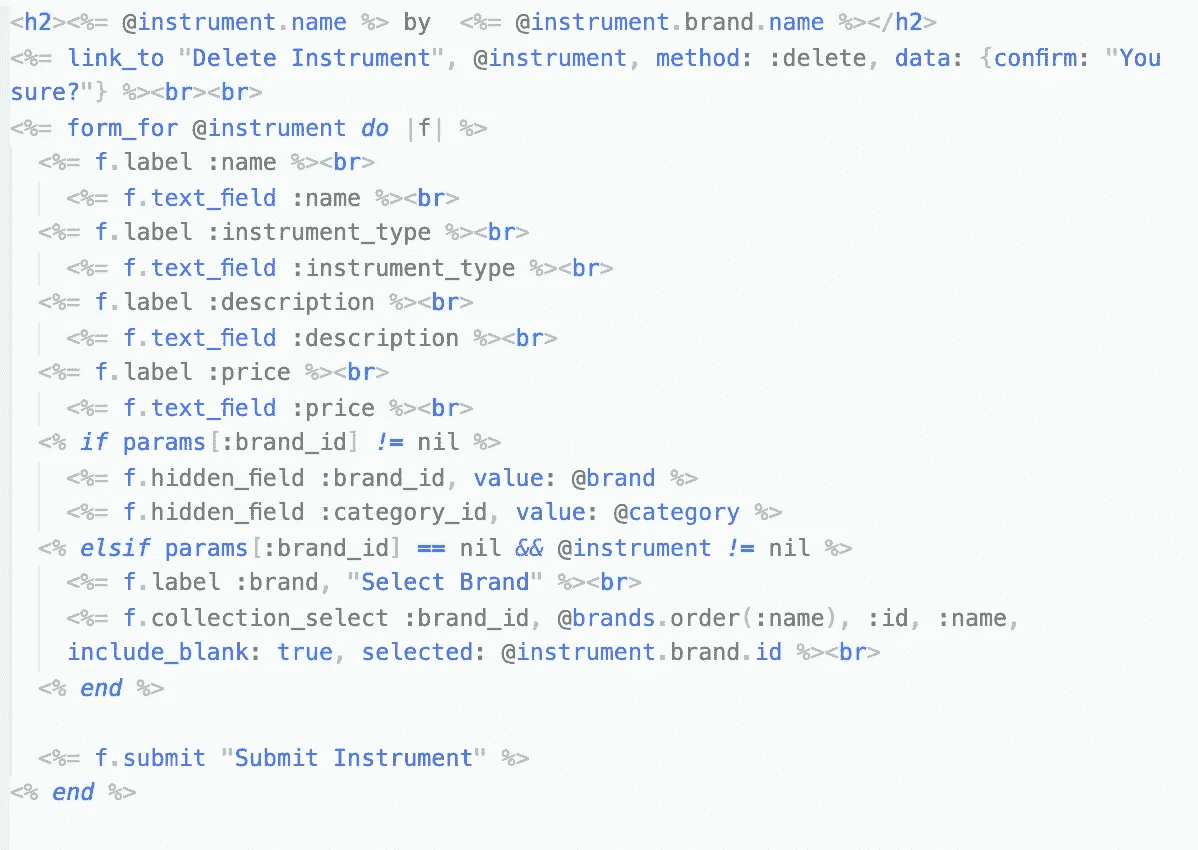 <h2><%= @instrument.name %> by  <%= @instrument.brand.name %></h2>
<%= link_to "Delete Instrument", @instrument, method: :delete, data: {confirm: "You
sure?"} %><br><br>
<%= form_for @instrument do |f| %>
  <%= f.label :name %><br>
    <%= f.text_field :name %><br>
  <%= f.label :instrument_type %><br>
    <%= f.text_field :instrument_type %><br>
  <%= f.label :description %><br>
    <%= f.text_field :description %><br>
  <%= f.label :price %><br>
    <%= f.text_field :price %><br>
  <% if params[:brand_id] != nil %>
    <%= f.hidden_field :brand_id, value: @brand %>
    <%= f.hidden_field :category_id, value: @category %>
  <% elsif params[:brand_id] == nil && @instrument != nil %>
    <%= f.label :brand, "Select Brand" %><br>
    <%= f.collection_select :brand_id, @brands.order(:name), :id, :name,
    include_blank: true, selected: @instrument.brand.id %><br>
  <% end %>

  <%= f.submit "Submit Instrument" %>
<% end %>